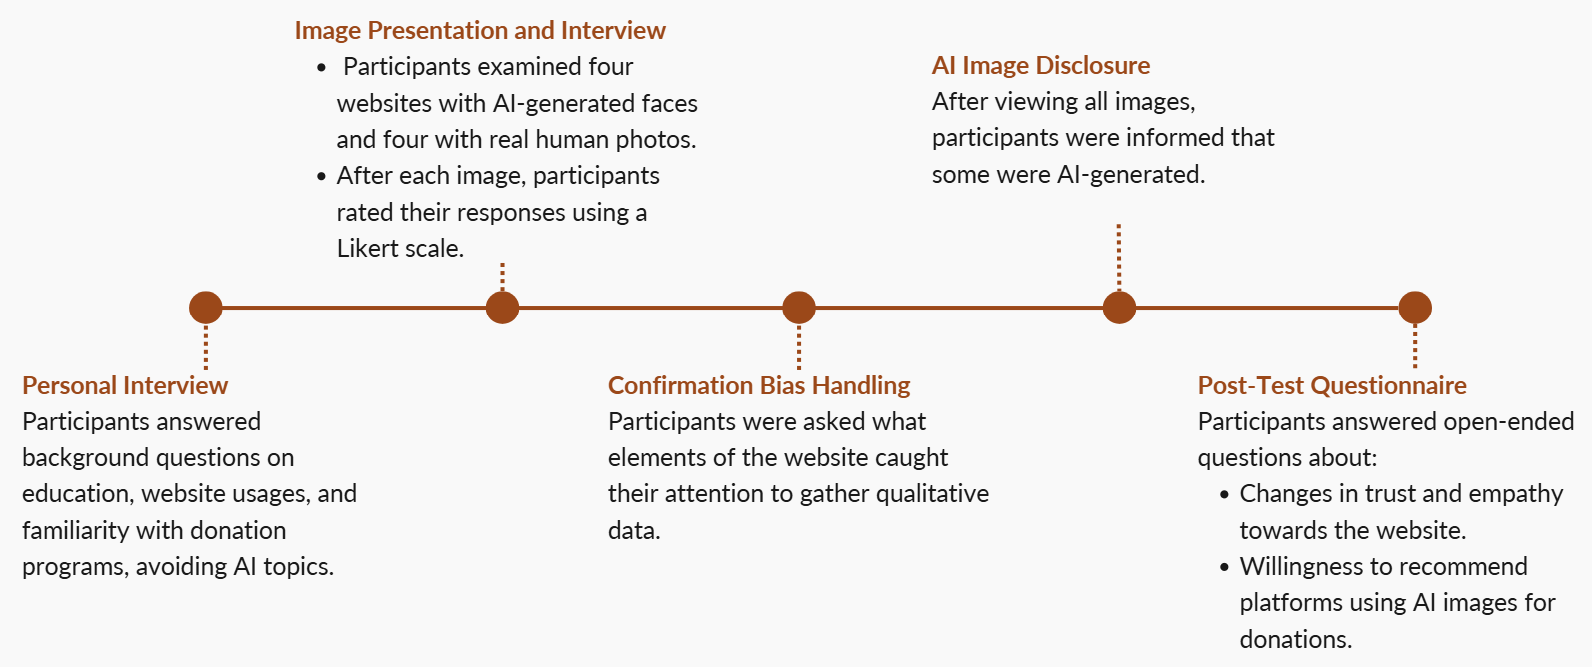 Image Presentation and Interview
• Participants examined four
websites with AI-generated faces
and four with real human photos.
• After each image, participants
rated their responses using a
Likert scale.
AI Image Disclosure
After viewing all images,
participants were informed that
some were AI-generated.
Personal Interview
Participants answered
background questions on
education, website usages, and
familiarity with donation
programs, avoiding AI topics.
Confirmation Bias Handling
Participants were asked what
elements of the website caught
their attention to gather qualitative
data.
Post-Test Questionnaire
Participants answered open-ended
questions about:
• Changes in trust and empathy
towards the website.
• Willingness to recommend
platforms using AI images for
donations.